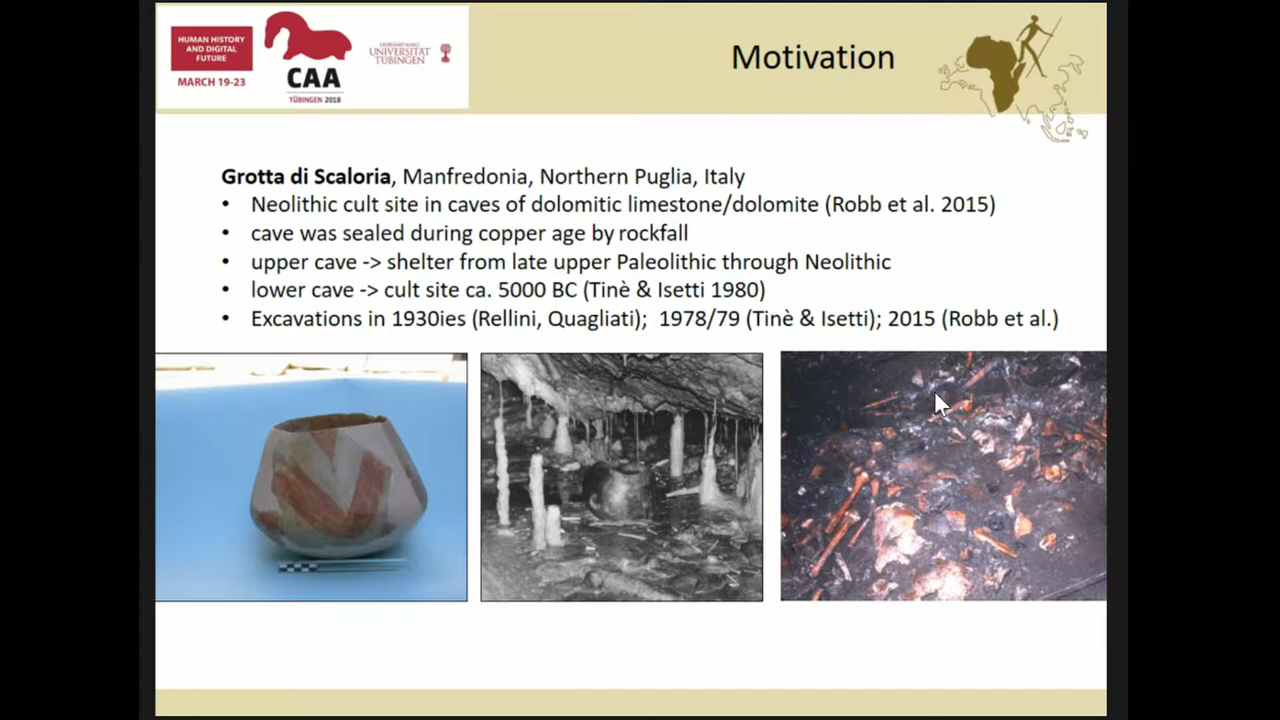 HUMAN HISTORY
AND DIGITAL
FUTURE
MARCH 19-23
CAA
TÜBINGEN 2018
EBERHARD KARLS
UNIVERSITÄT
TÜBINGEN
Motivation
Grotta di Scaloria, Manfredonia, Northern Puglia, Italy
• Neolithic cult site in caves of dolomitic limestone/dolomite (Robb et al. 2015)
• cave was sealed during copper age by rockfall
• upper cave -> shelter from late upper Paleolithic through Neolithic
• lower cave -> cult site ca. 5000 BC (Tinè & Isetti 1980)
• Excavations in 1930ies (Rellini, Quagliati); 1978/79 (Tinè & Isetti); 2015 (Robb et al.)